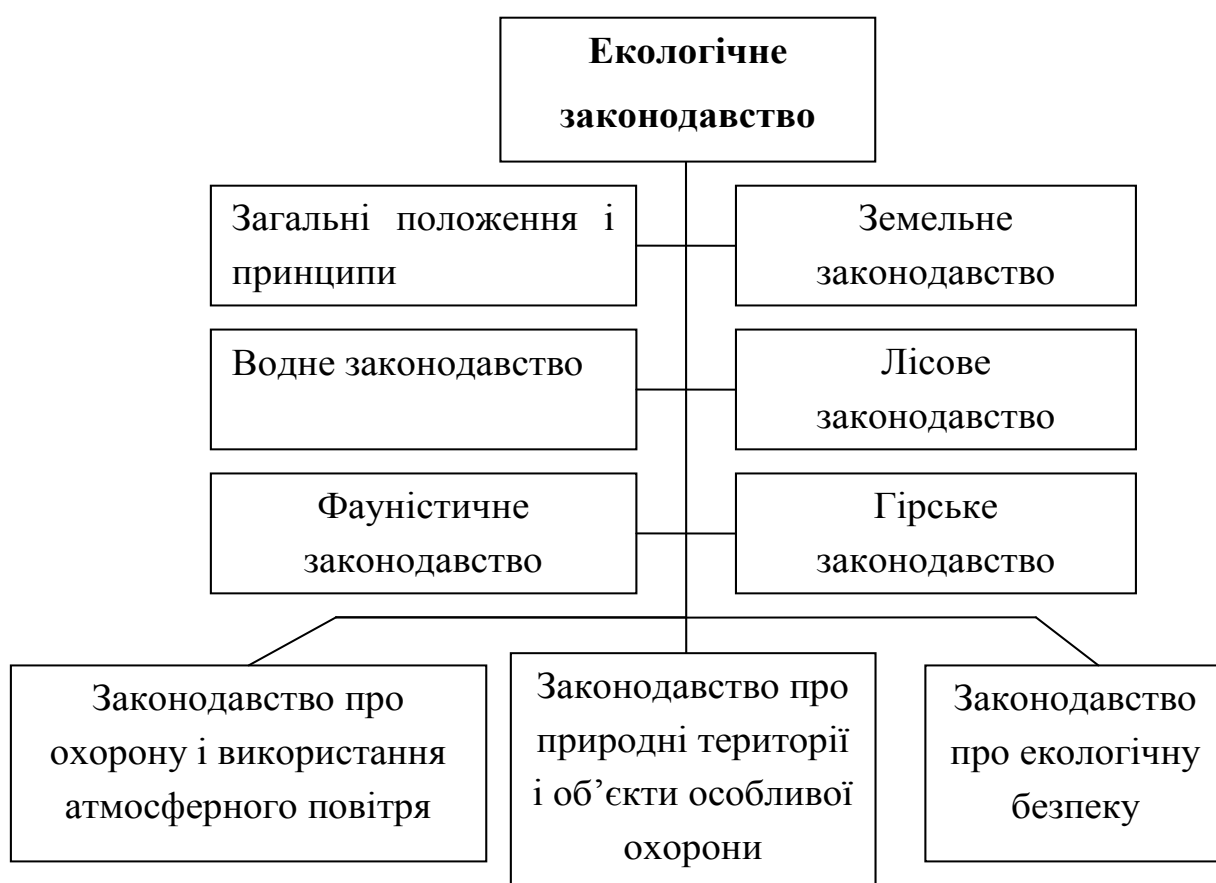 Екологічне
законодавство
Загальні положення і
принципи
Земельне
законодавство
Водне законодавство
Лісове
законодавство
Фауністичне
законодавство
Гірське
законодавство
Законодавство про
охорону і використання
атмосферного повітря
Законодавство про
природні території
і об’єкти особливої
охорони
Законодавство
про екологічну
безпеку